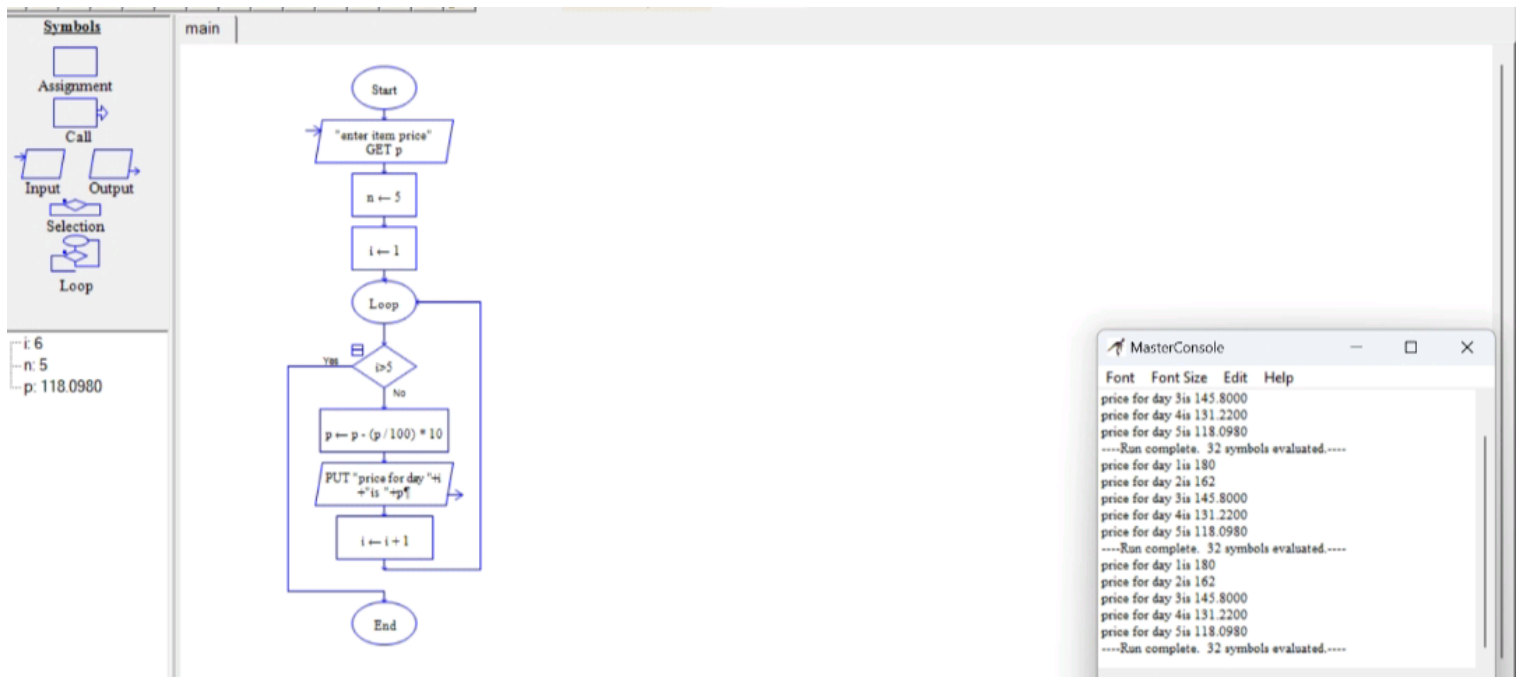 Symbols
Assignment
Call
Input Output
Selection
Loop
i: 6
n: 5
p: 118.0980
main
Start
"enter item price"
GET p
n ← 5
i ← 1
Loop
Yes
i>5
No
p ← p - (p / 100) * 10
PUT "price for day "+i
+"is "+p¶
i ← i + 1
End
MasterConsole
Font Font Size Edit Help
price for day 3is 145.8000
price for day 4is 131.2200
price for day 5is 118.0980
----Run complete. 32 symbols evaluated.----
price for day 1is 180
price for day 2is 162
price for day 3is 145.8000
price for day 4is 131.2200
price for day 5is 118.0980
----Run complete. 32 symbols evaluated.----
price for day 1is 180
price for day 2is 162
price for day 3is 145.8000
price for day 4is 131.2200
price for day 5is 118.0980
----Run complete. 32 symbols evaluated.----